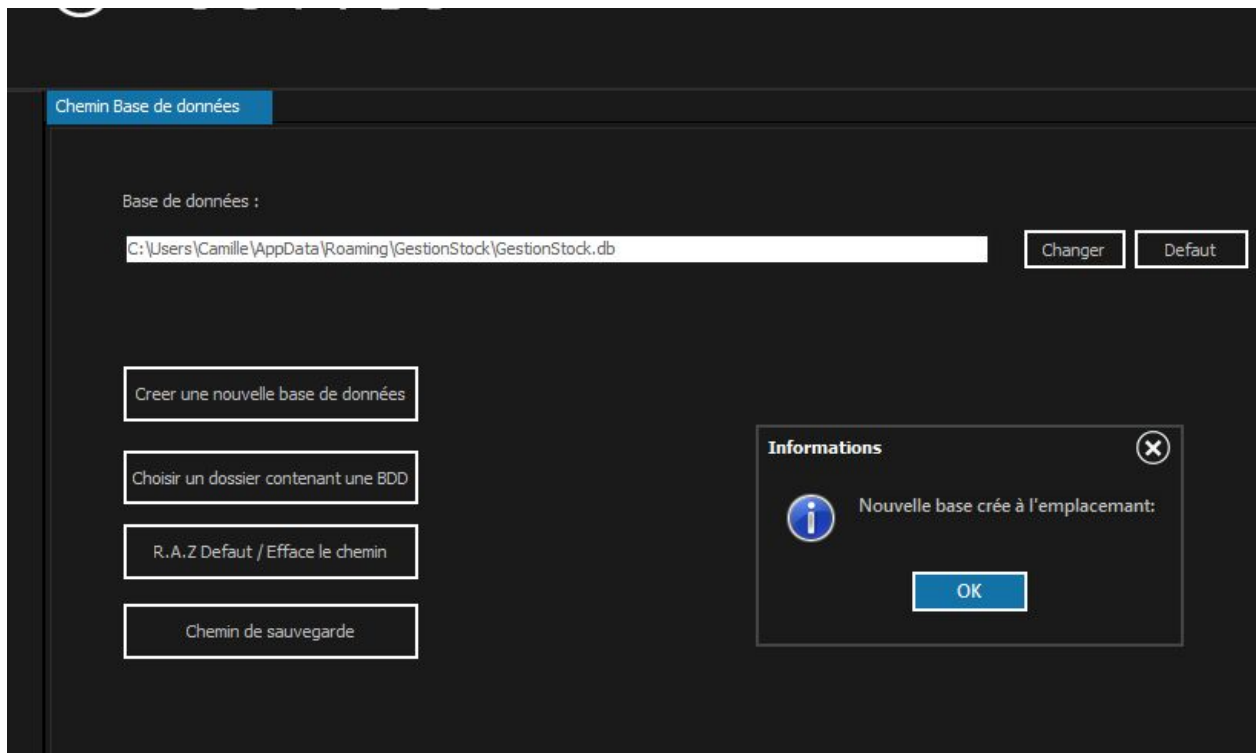 Chemin Base de données
Base de données :
C:\Users\Camille\AppData\Roaming\GestionStock\GestionStock.db
Changer
Defaut
Creer une nouvelle base de données
Choisir un dossier contenant une BDD
R.A.Z Defaut / Efface le chemin
Chemin de sauvegarde
Informations
Nouvelle base crée à l'emplacemant:
OK